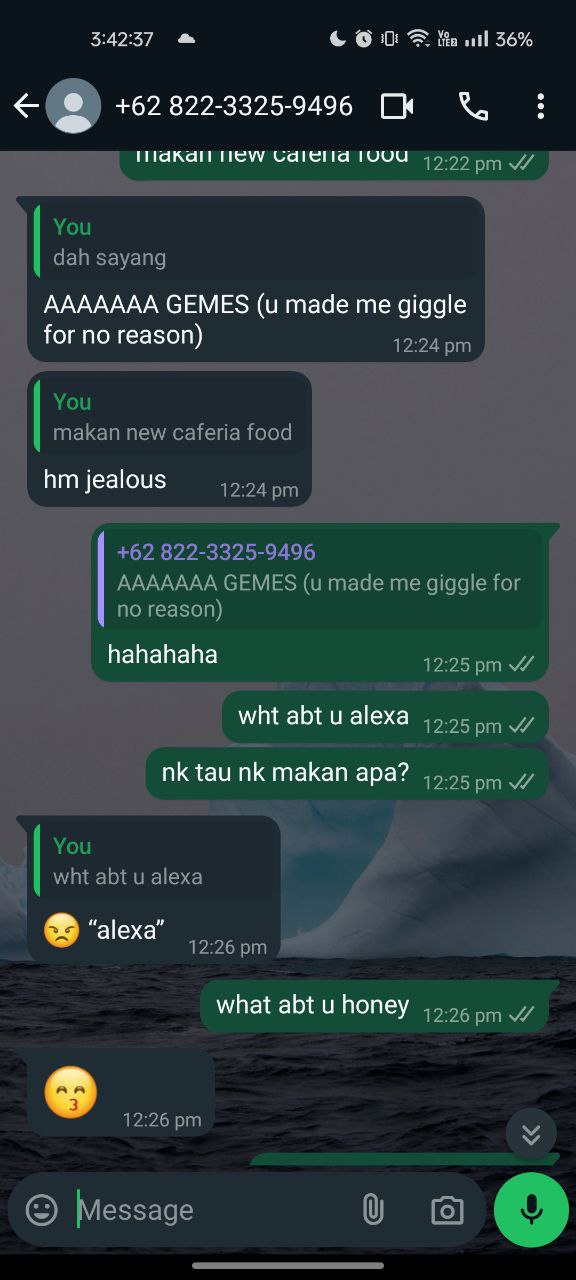 3:42:37
Vo LTE2 36%
+62 822-3325-9496
makan new caferia food 12:22 pm
You
dah sayang
AAAAAAA GEMES (u made me giggle
for no reason) 12:24 pm
You
makan new caferia food
hm jealous 12:24 pm
+62 822-3325-9496
AAAAAAA GEMES (u made me giggle for
no reason)
hahahaha 12:25 pm
wht abt u alexa 12:25 pm
nk tau nk makan apa? 12:25 pm
You
wht abt u alexa
😠 “alexa” 12:26 pm
what abt u honey 12:26 pm
😙 12:26 pm
Message